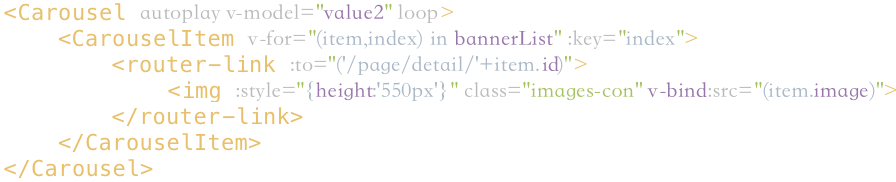 <Carousel autoplay v-model="value2" loop>
<CarouselItem v-for="(item,index) in bannerList" :key="index">
<router-link :to="('/page/detail/'+item.id)">
<img :style="{height:'550px'}" class="images-con" v-bind:src="(item.image)">
</router-link>
</CarouselItem>
</Carousel>